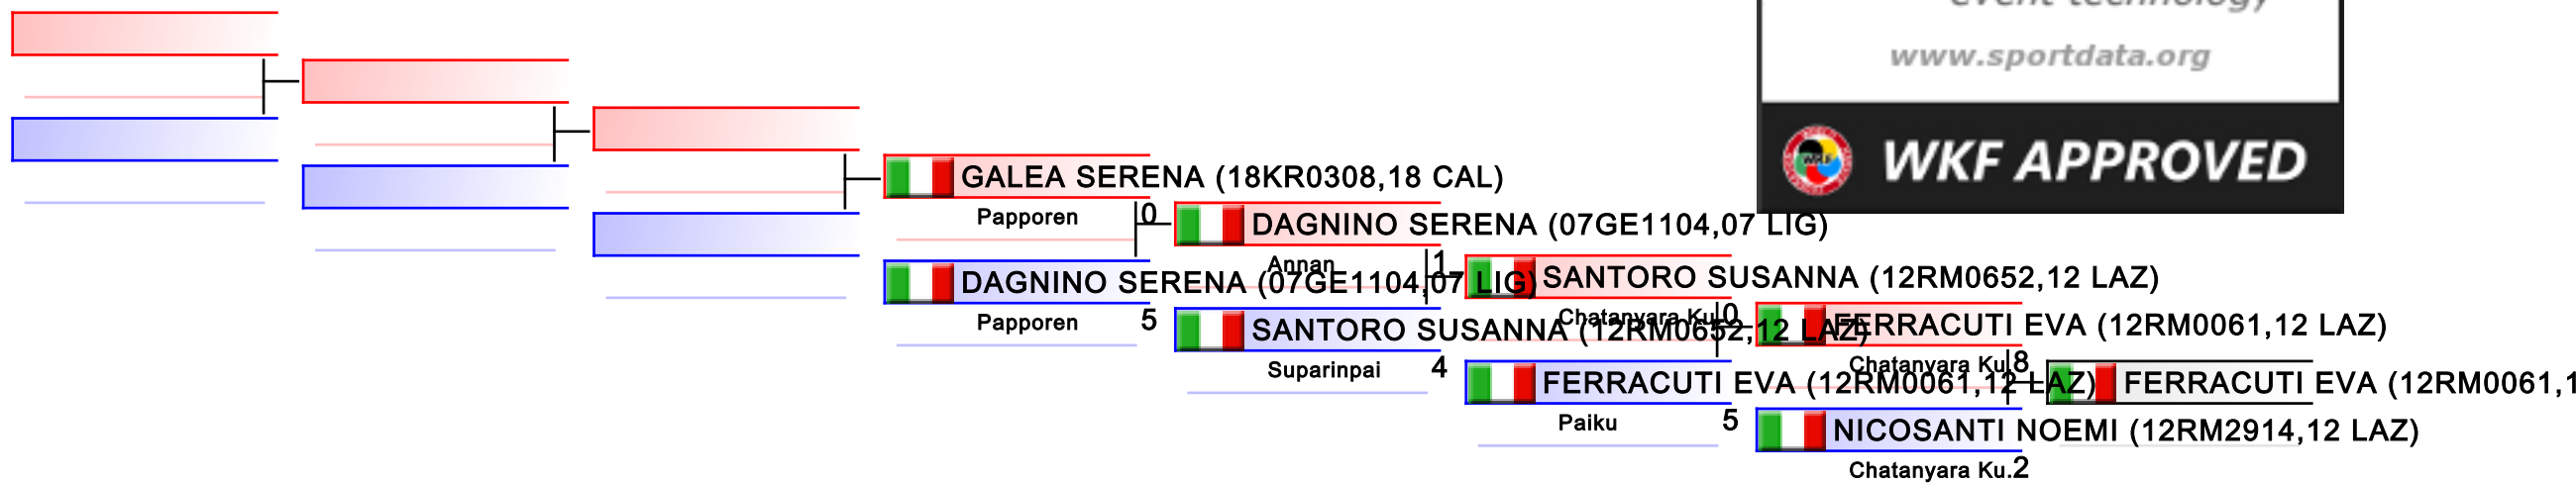 event technology
www.sportdata.org
WKF APPROVED
GALEA SERENA (18KR0308,18 CAL)
Papporen
0
DAGNINO SERENA (07GE1104,07 LIG)
Annan
1
DAGNINO SERENA (07GE1104,07 LIG)
Papporen
5
SANTORO SUSANNA (12RM0652,12 LAZ)
Chatanyara Ku.
0
SANTORO SUSANNA (12RM0652,12 LAZ)
Suparinpai
4
FERRACUTI EVA (12RM0061,12 LAZ)
Chatanyara Ku.
8
FERRACUTI EVA (12RM0061,12 LAZ)
Paiku
5
FERRACUTI EVA (12RM0061,1
NICOSANTI NOEMI (12RM2914,12 LAZ)
Chatanyara Ku.
2